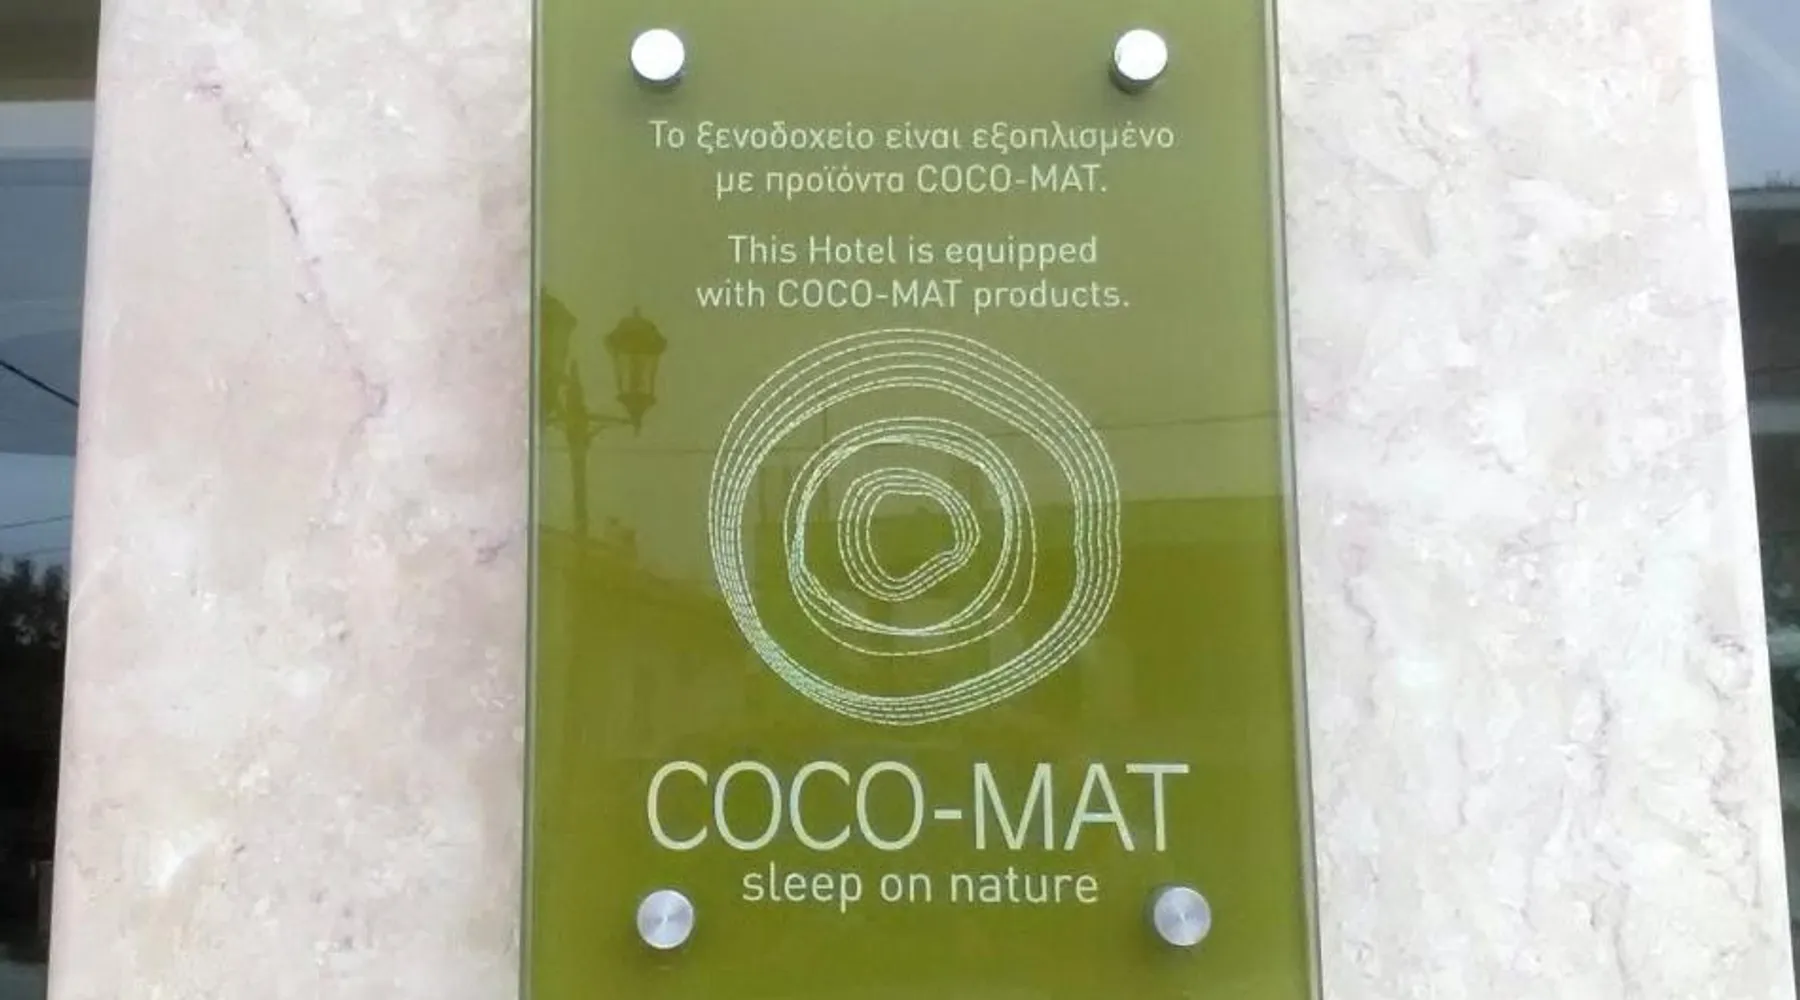 Το ξενοδοχείο είναι εξοπλισμένο
με προϊόντα COCO-MAT.
This Hotel is equipped
with COCO-MAT products.
COCO-MAT
sleep on nature